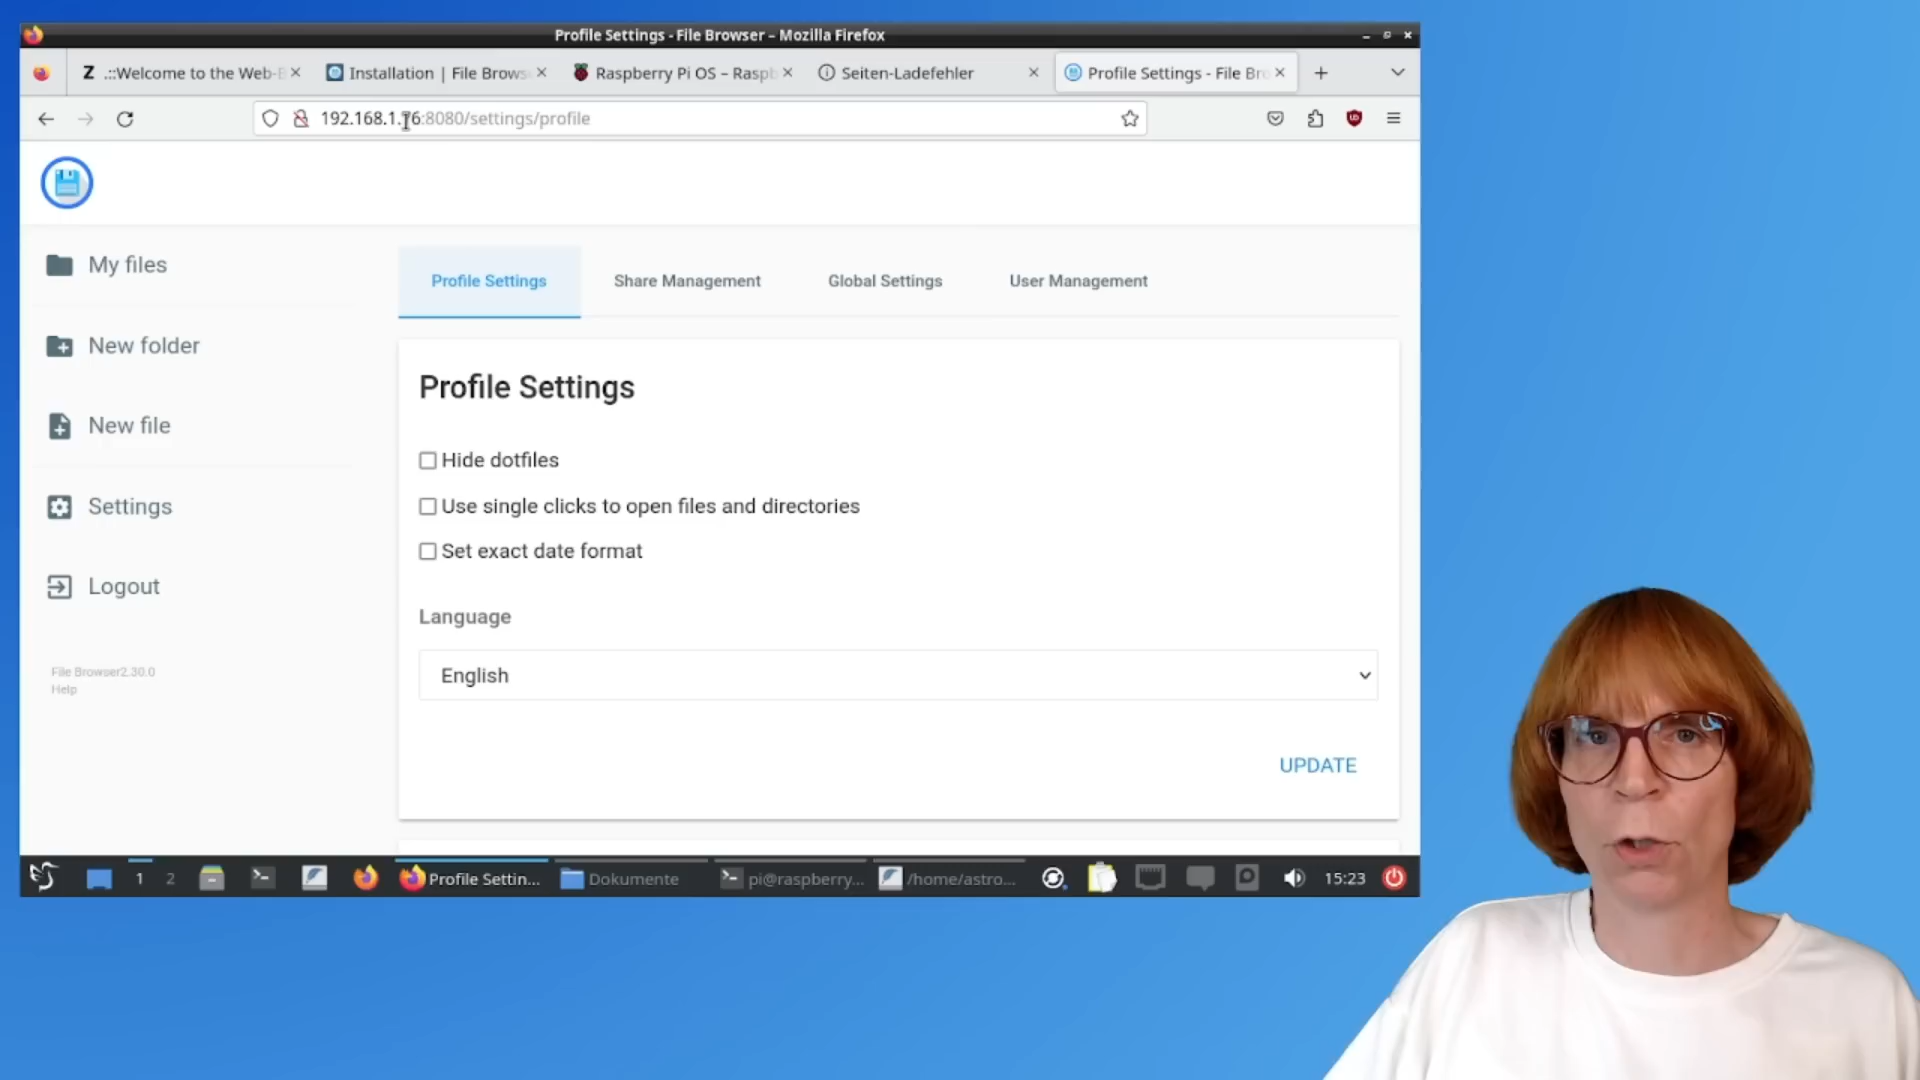 Profile Settings - File Browser – Mozilla Firefox
Z .::Welcome to the Web-B
Installation | File Brows
Raspberry Pi OS – Raspb
Seiten-Ladefehler
Profile Settings - File Bro
192.168.1.76:8080/settings/profile
My files
New folder
New file
Settings
Logout
File Browser2.30.0
Help
Profile Settings
Share Management
Global Settings
User Management
Profile Settings
Hide dotfiles
Use single clicks to open files and directories
Set exact date format
Language
English
UPDATE
1
2
Profile Settin...
Dokumente
pi@raspberry...
/home/astro...
15:23